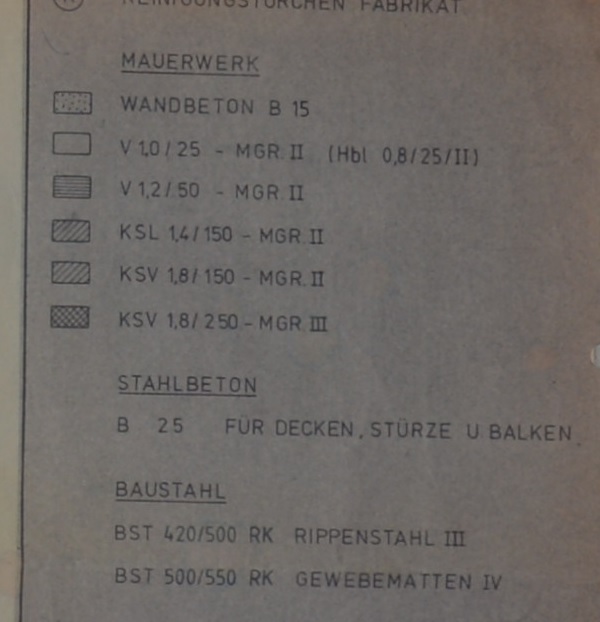 REINIGUNGSTÜRCHEN FABRIKAT
MAUERWERK
WANDBETON B 15
V 1,0/25 - MGR. II (Hbl 0,8/25/II)
V 1,2/50 - MGR. II
KSL 1,4/150 - MGR. II
KSV 1,8/150 - MGR. II
KSV 1,8/250 - MGR. III
STAHLBETON
B 25 FÜR DECKEN, STÜRZE U. BALKEN
BAUSTAHL
BST 420/500 RK RIPPENSTAHL III
BST 500/550 RK GEWEBEMATTEN IV